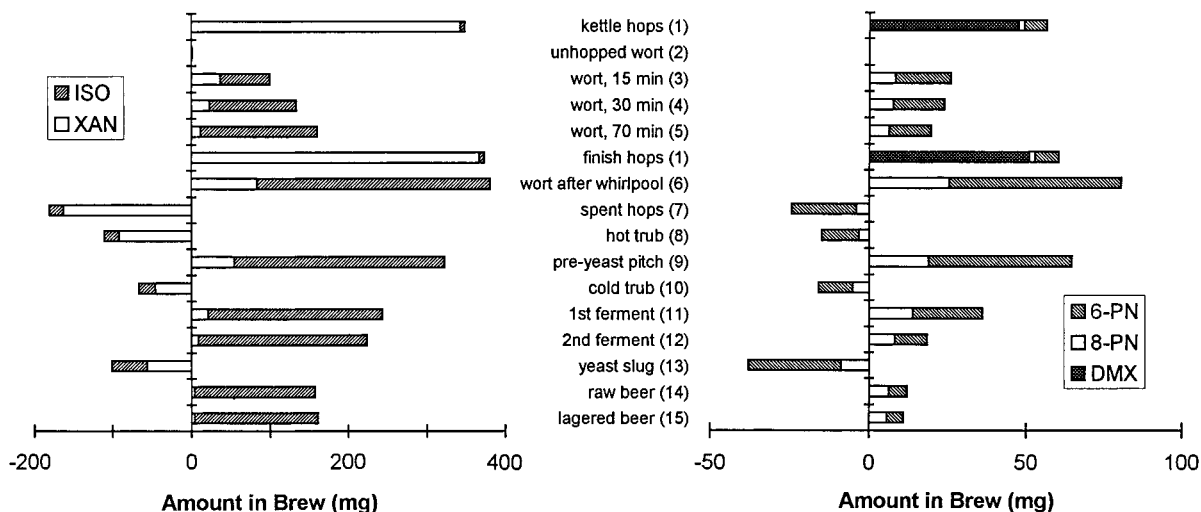 ISO
XAN
kettle hops (1)
unhopped wort (2)
wort, 15 min (3)
wort, 30 min (4)
wort, 70 min (5)
finish hops (1)
wort after whirlpool (6)
spent hops (7)
hot trub (8)
pre-yeast pitch (9)
cold trub (10)
1st ferment (11)
2nd ferment (12)
yeast slug (13)
raw beer (14)
lagered beer (15)
6-PN
8-PN
DMX
-200 0 200 400
-50 0 50 100
Amount in Brew (mg)
Amount in Brew (mg)